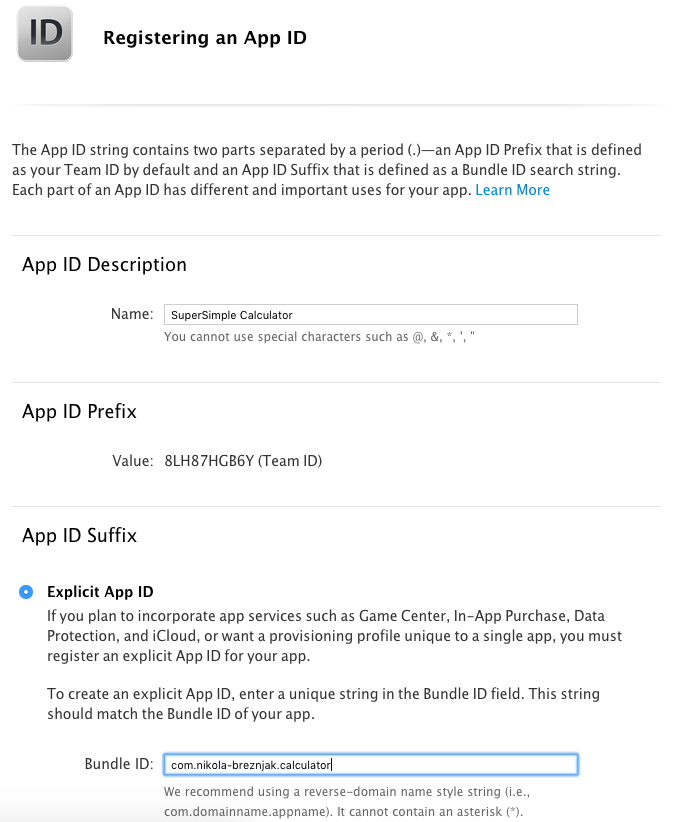 ID
Registering an App ID
The App ID string contains two parts separated by a period (.)—an App ID Prefix that is defined
as your Team ID by default and an App ID Suffix that is defined as a Bundle ID search string.
Each part of an App ID has different and important uses for your app. Learn More
App ID Description
Name: SuperSimple Calculator
You cannot use special characters such as @, &, *, ', "
App ID Prefix
Value: 8LH87HGB6Y (Team ID)
App ID Suffix
Explicit App ID
If you plan to incorporate app services such as Game Center, In-App Purchase, Data
Protection, and iCloud, or want a provisioning profile unique to a single app, you must
register an explicit App ID for your app.
To create an explicit App ID, enter a unique string in the Bundle ID field. This string
should match the Bundle ID of your app.
Bundle ID: com.nikola-breznjak.calculator
We recommend using a reverse-domain name style string (i.e.,
com.domainname.appname). It cannot contain an asterisk (*).